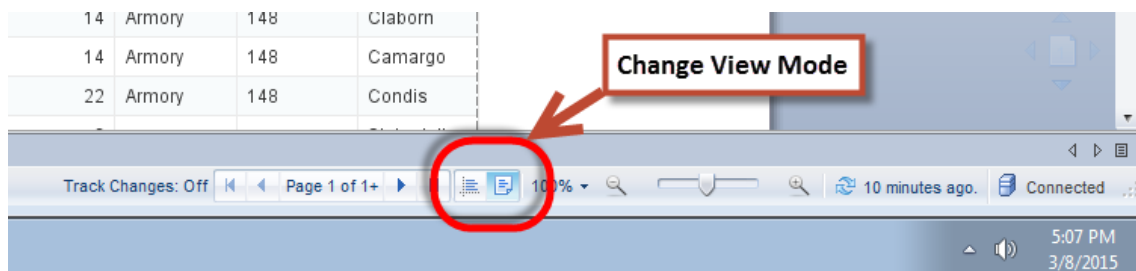 14 Armory 148 Claborn
14 Armory 148 Camargo
22 Armory 148 Condis
Change View Mode
Track Changes: Off Page 1 of 1+ 100% 10 minutes ago. Connected
5:07 PM
3/8/2015